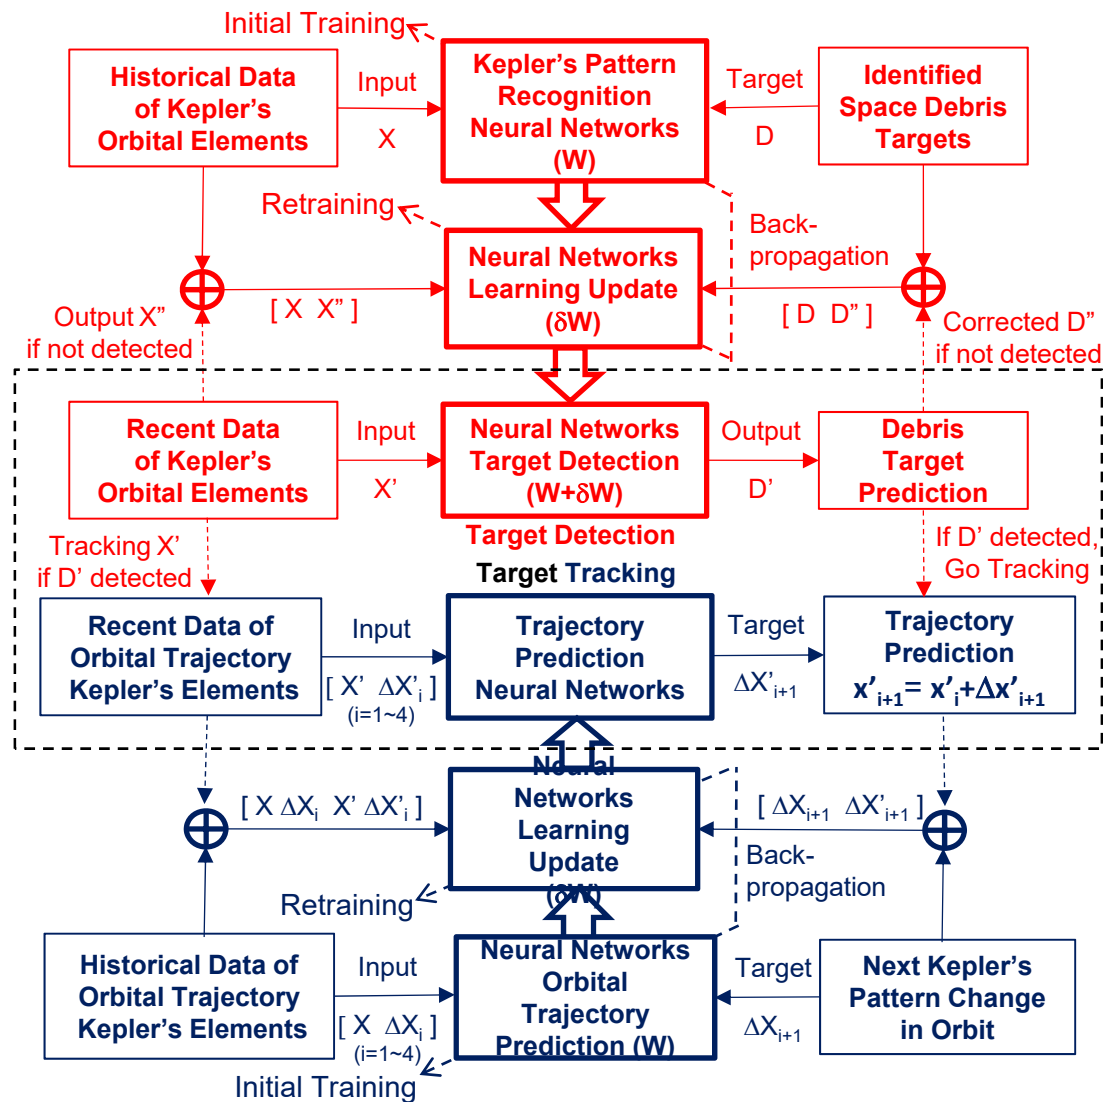 Initial Training
Historical Data
of Kepler's
Orbital Elements
Input
X
Kepler's Pattern
Recognition
Neural Networks
(W)
Target
D
Identified
Space Debris
Targets
Retraining
Back-
propagation
Neural Networks
Learning Update
(δW)
[ X X" ]
[ D D" ]
Output X"
if not detected
Corrected D"
if not detected
Recent Data
of Kepler's
Orbital Elements
Input
X'
Neural Networks
Target Detection
(W+δW)
Output
D'
Debris
Target
Prediction
Target Detection
Tracking X'
if D' detected
If D' detected,
Go Tracking
Target Tracking
Recent Data of
Orbital Trajectory
Kepler's Elements
Input
[ X' ΔX'i ]
(i=1~4)
Trajectory
Prediction
Neural Networks
Target
ΔX'i+1
Trajectory
Prediction
x'i+1= x'i+Δx'i+1
[ X ΔXi X' ΔX'i ]
Neural
Networks
Learning
Update
(δW)
[ ΔXi+1 ΔX'i+1 ]
Back-
propagation
Retraining
Historical Data of
Orbital Trajectory
Kepler's Elements
Input
[ X ΔXi ]
(i=1~4)
Neural Networks
Orbital
Trajectory
Prediction (W)
Target
ΔXi+1
Next Kepler's
Pattern Change
in Orbit
Initial Training